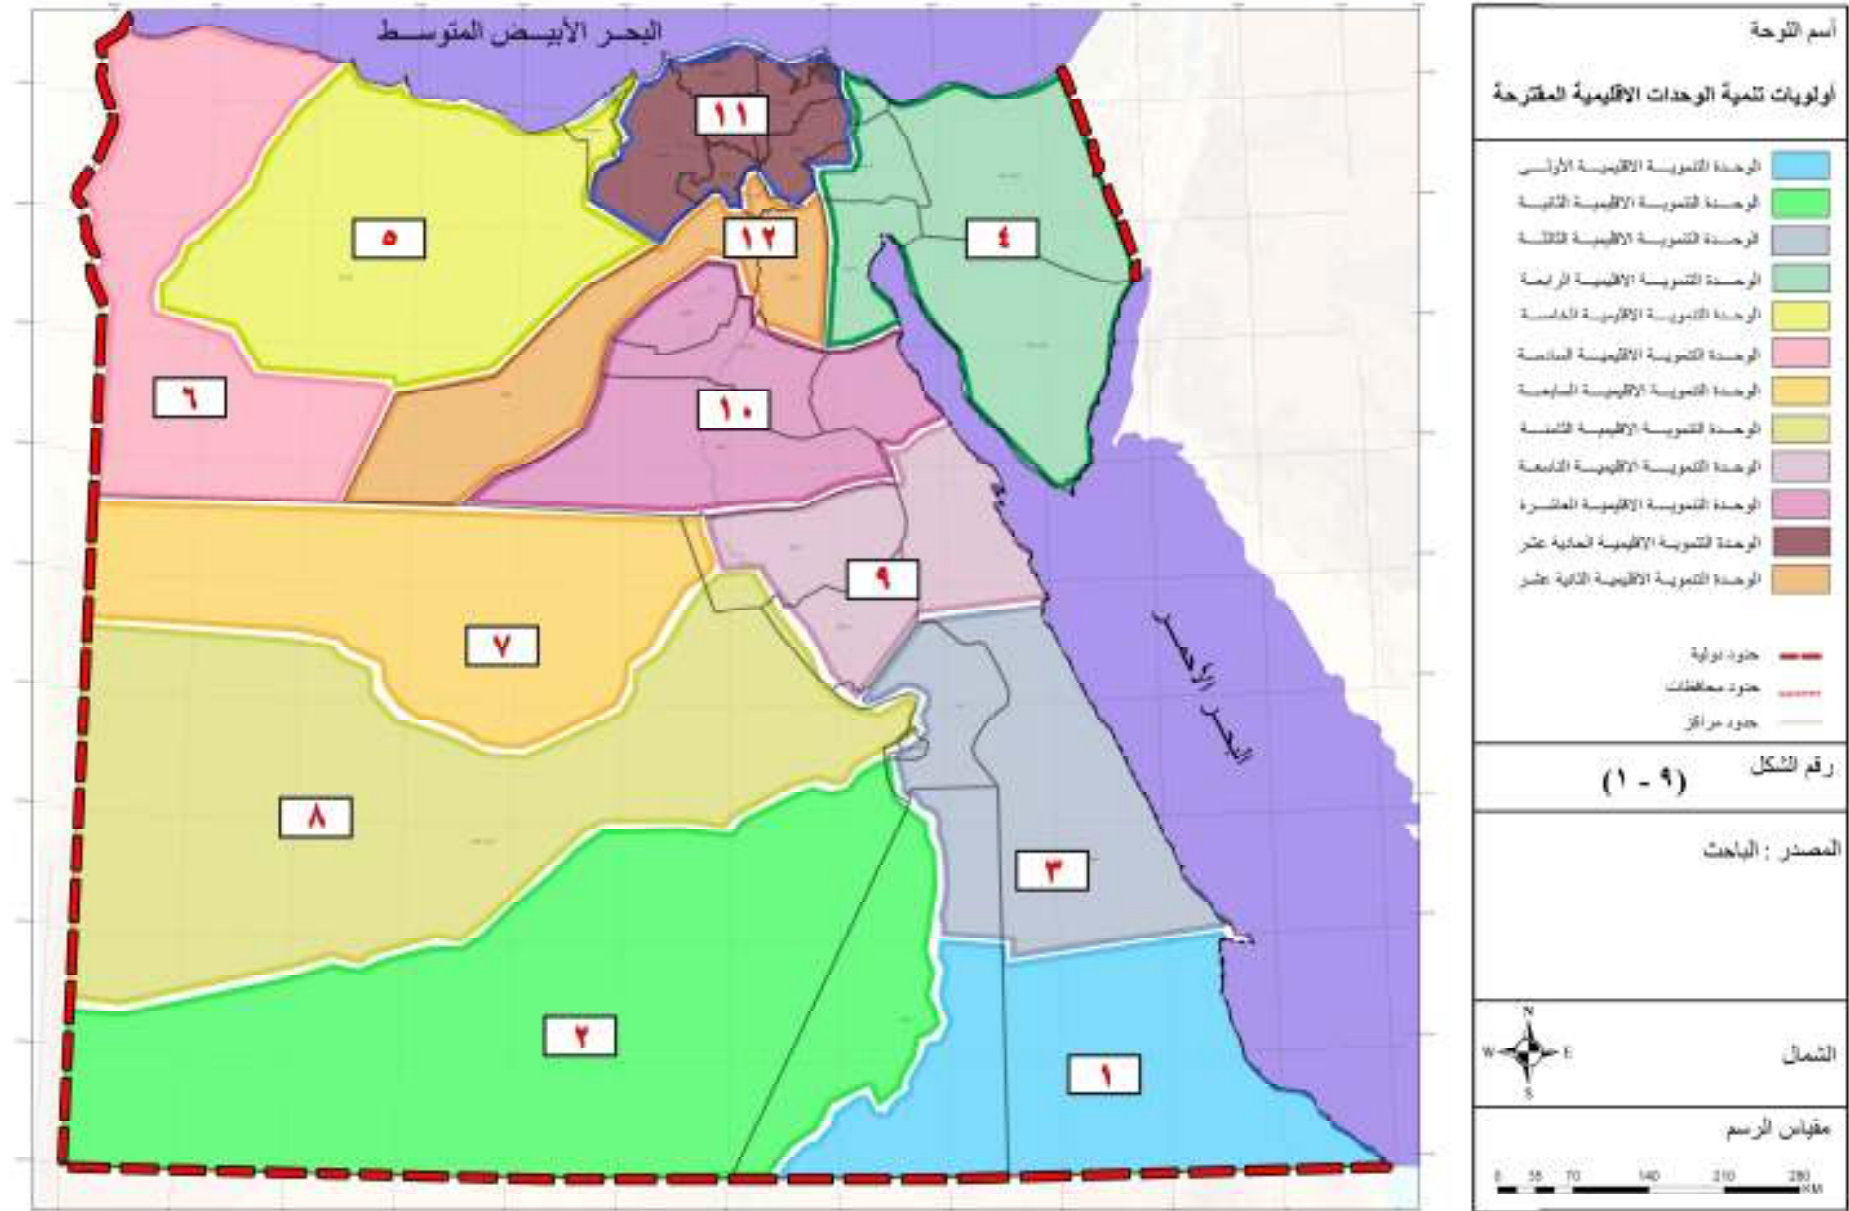 البحر الأبيض المتوسط
١١
٥
١٢
٤
٦
١٠
٩
٧
٨
٣
٢
١
البحر الاحمر
أسم اللوحة
أولويات تنمية الوحدات الاقليمية المقترحة
الوحدة التنموية الاقليمية الأولى
الوحدة التنموية الاقليمية الثانية
الوحدة التنموية الاقليمية الثالثة
الوحدة التنموية الاقليمية الرابعة
الوحدة التنموية الاقليمية الخامسة
الوحدة التنموية الاقليمية السادسة
الوحدة التنموية الاقليمية السابعة
الوحدة التنموية الاقليمية الثامنة
الوحدة التنموية الاقليمية التاسعة
الوحدة التنموية الاقليمية العاشرة
الوحدة التنموية الاقليمية الحادية عشر
الوحدة التنموية الاقليمية الثانية عشر
حدود دولية
حدود محافظات
حدود مراكز
رقم الشكل (٩ - ١)
المصدر : الباحث
الشمال
N
W E
S
مقياس الرسم
0 35 70 140 210 280
KM